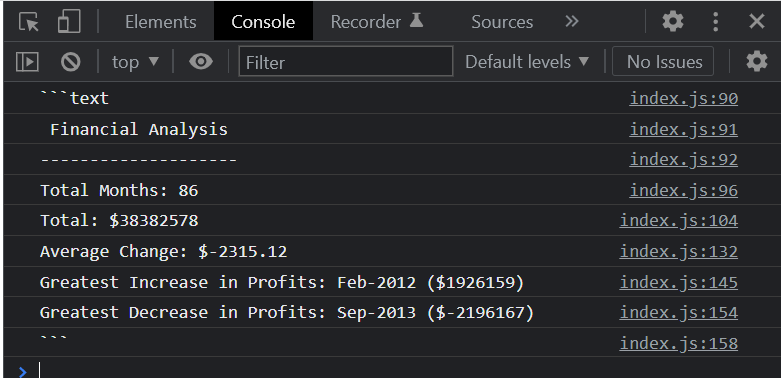 Elements Console Recorder Sources »
top ▼ Filter Default levels ▼ No Issues
```text index.js:90
Financial Analysis index.js:91
-------------------- index.js:92
Total Months: 86 index.js:96
Total: $38382578 index.js:104
Average Change: $-2315.12 index.js:132
Greatest Increase in Profits: Feb-2012 ($1926159) index.js:145
Greatest Decrease in Profits: Sep-2013 ($-2196167) index.js:154
``` index.js:158
>